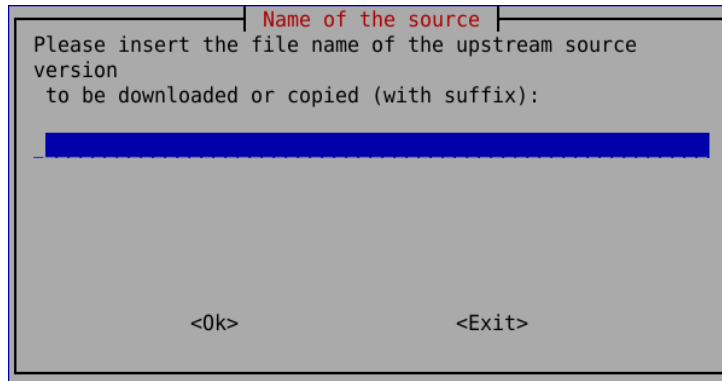 Name of the source
Please insert the file name of the upstream source
version
to be downloaded or copied (with suffix):
<Ok> <Exit>